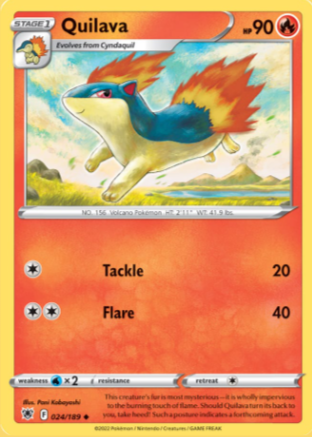 STAGE 1
Quilava
HP 90
Evolves from Cyndaquil
NO. 156 Volcano Pokémon HT: 2'11" WT: 41.9 lbs.
Tackle 20
Flare 40
weakness ×2 resistance retreat
Illus. Pani Kobayashi
F 024/189
This creature's fur is most mysterious—it is wholly impervious
to the burning touch of flame. Should Quilava turn its back to
you, take heed! Such a posture indicates a forthcoming attack.
©2022 Pokémon / Nintendo / Creatures / GAME FREAK